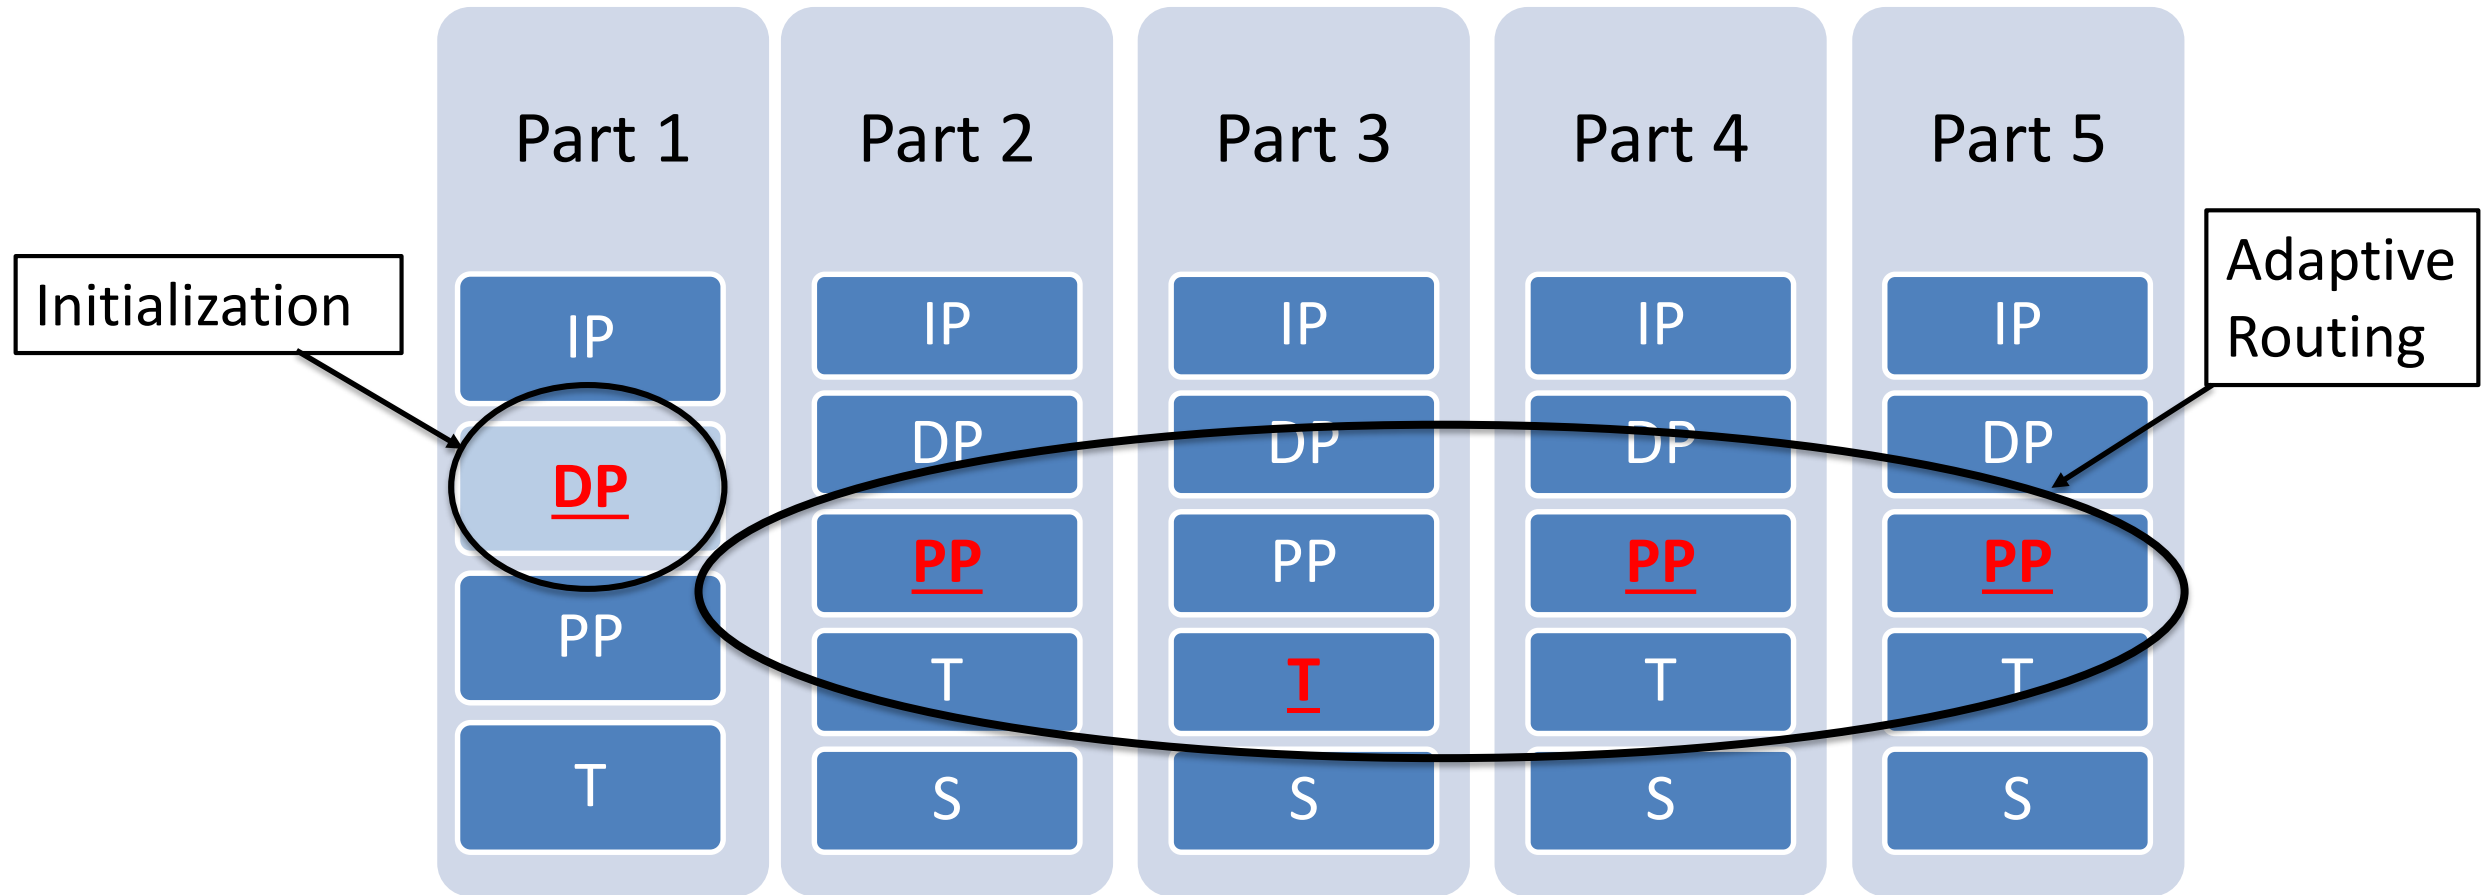 Part 1
Part 2
Part 3
Part 4
Part 5
Initialization
Adaptive
Routing
IP
DP
PP
T
IP
DP
PP
T
S
IP
DP
PP
T
S
IP
DP
PP
T
S
IP
DP
PP
T
S